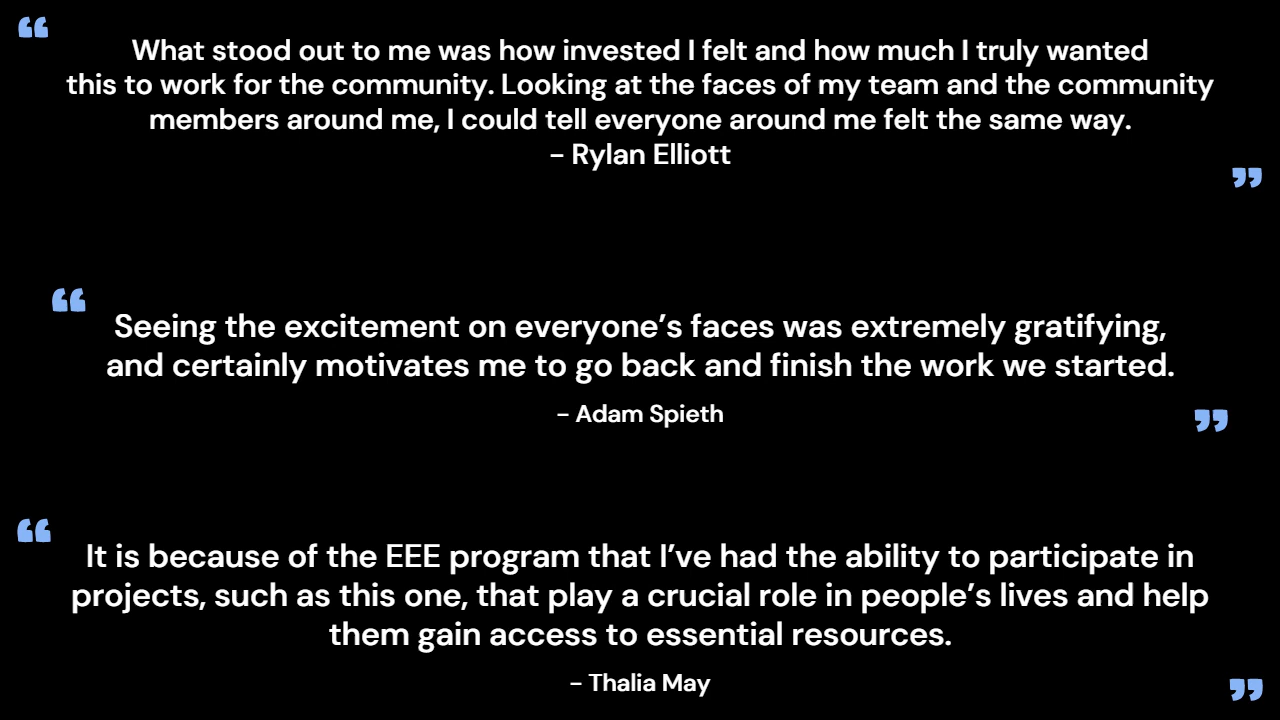 “
What stood out to me was how invested I felt and how much I truly wanted
this to work for the community. Looking at the faces of my team and the community
members around me, I could tell everyone around me felt the same way.
- Rylan Elliott
”
“
Seeing the excitement on everyone’s faces was extremely gratifying,
and certainly motivates me to go back and finish the work we started.
- Adam Spieth
”
“
It is because of the EEE program that I’ve had the ability to participate in
projects, such as this one, that play a crucial role in people’s lives and help
them gain access to essential resources.
- Thalia May
”